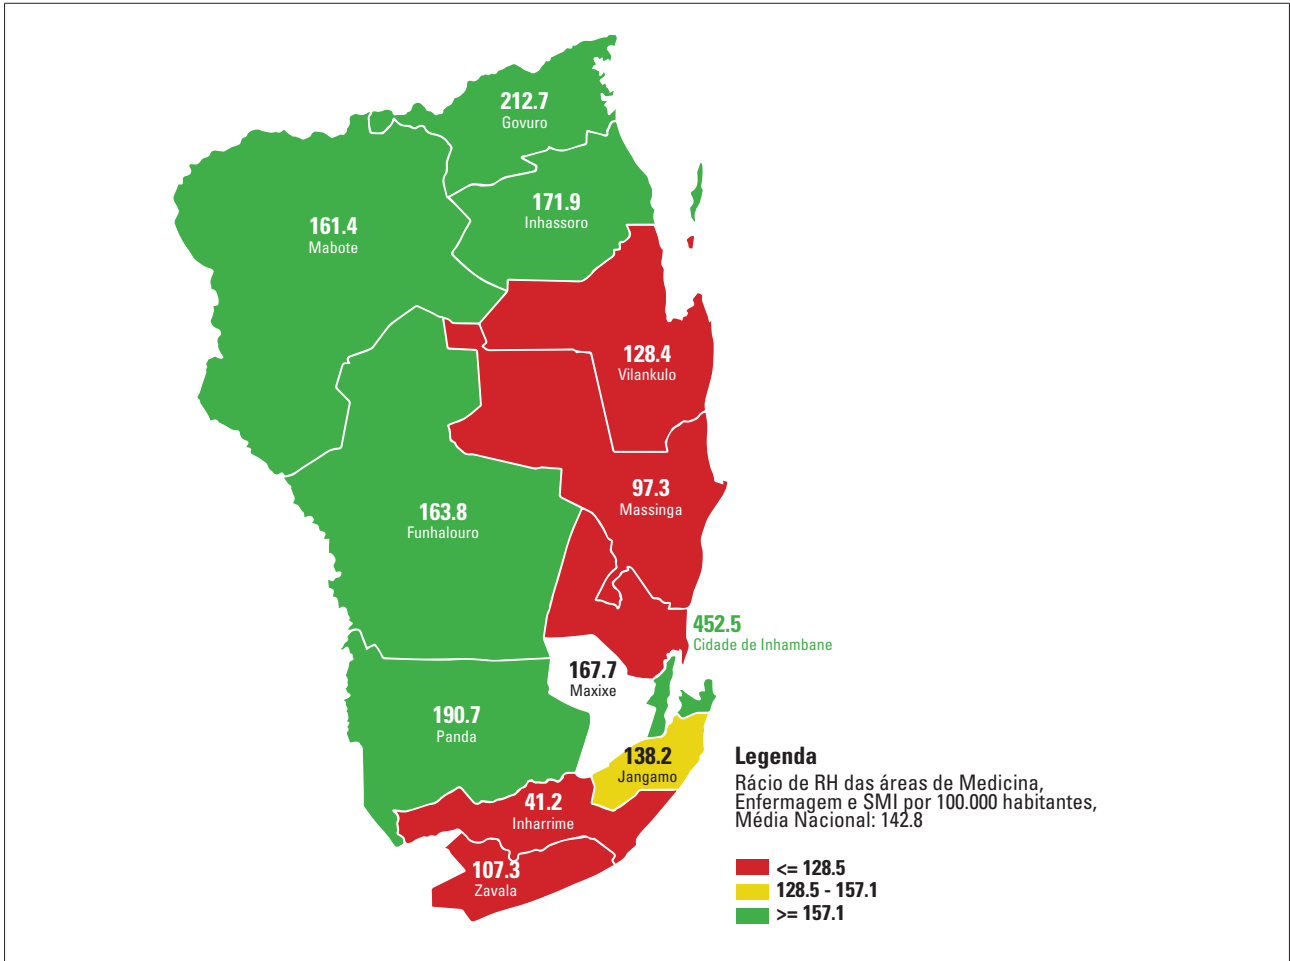 212.7
Govuro
171.9
Inhassoro
161.4
Mabote
128.4
Vilankulo
97.3
Massinga
163.8
Funhalouro
452.5
Cidade de Inhambane
167.7
Maxixe
190.7
Panda
138.2
Jangamo
41.2
Inharrime
107.3
Zavala
Legenda
Rácio de RH das áreas de Medicina,
Enfermagem e SMI por 100.000 habitantes,
Média Nacional: 142.8
<= 128.5
128.5 - 157.1
>= 157.1